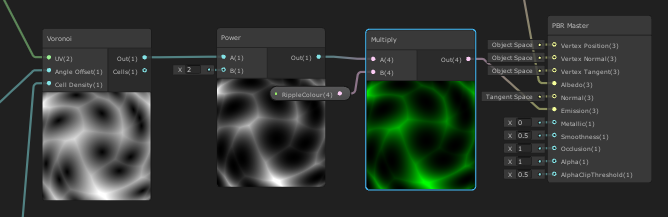 Voronoi
UV(2) Out(1)
Angle Offset(1) Cells(1)
Cell Density(1)
Power
A(1) Out(1)
X 2 B(1)
RippleColour(4)
Multiply
A(4) Out(4)
B(4)
PBR Master
Object Space Vertex Position(3)
Object Space Vertex Normal(3)
Object Space Vertex Tangent(3)
Albedo(3)
Tangent Space Normal(3)
Emission(3)
X 0 Metallic(1)
X 0.5 Smoothness(1)
X 1 Occlusion(1)
X 1 Alpha(1)
X 0.5 AlphaClipThreshold(1)